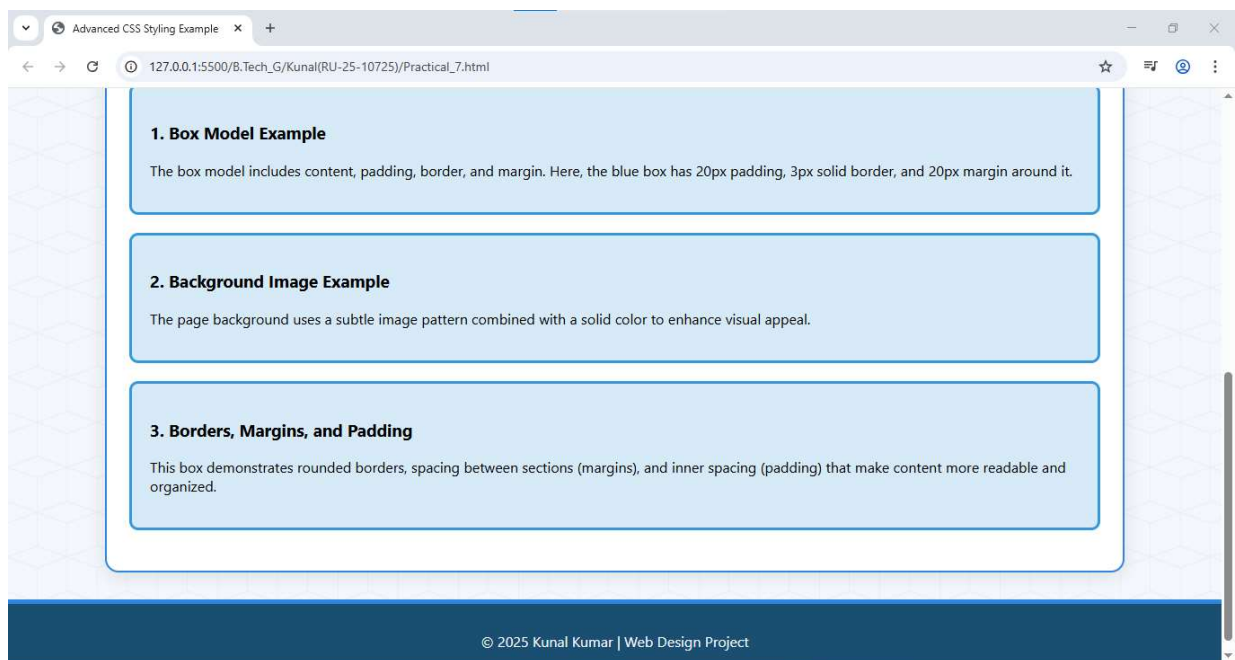 Advanced CSS Styling Example
127.0.0.1:5500/B.Tech_G/Kunal(RU-25-10725)/Practical_7.html
1. Box Model Example
The box model includes content, padding, border, and margin. Here, the blue box has 20px padding, 3px solid border, and 20px margin around it.
2. Background Image Example
The page background uses a subtle image pattern combined with a solid color to enhance visual appeal.
3. Borders, Margins, and Padding
This box demonstrates rounded borders, spacing between sections (margins), and inner spacing (padding) that make content more readable and
organized.
© 2025 Kunal Kumar | Web Design Project